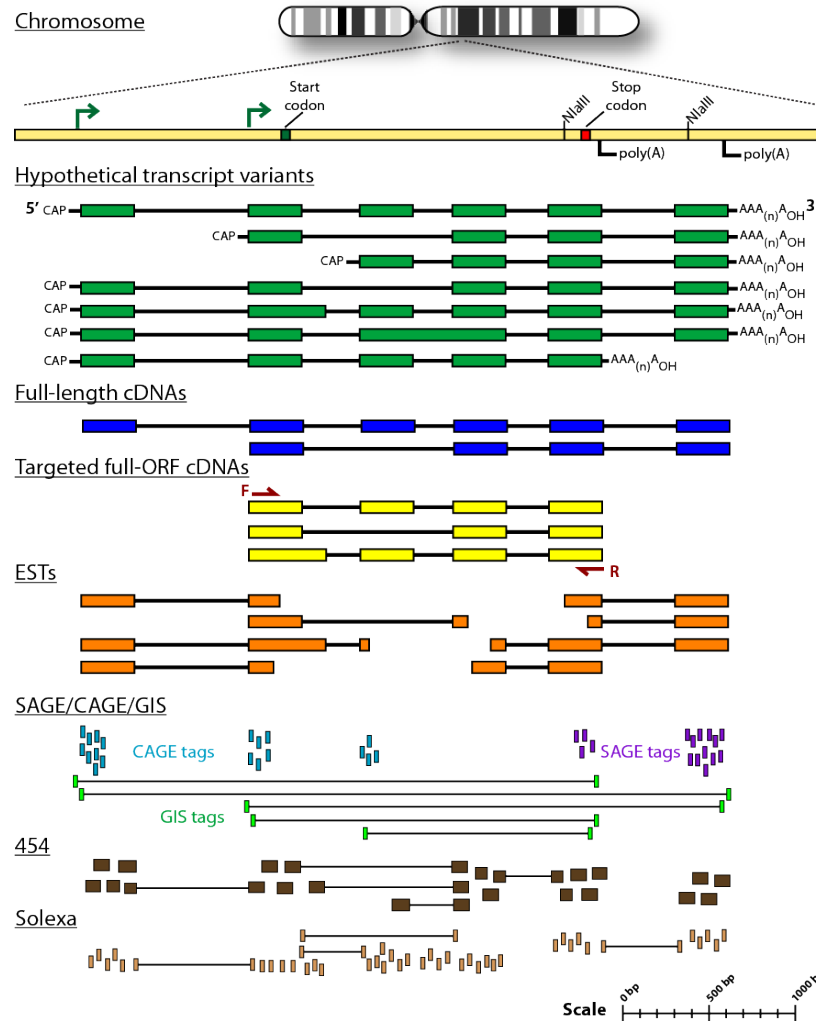 Chromosome
Start
codon
NlaIII
Stop
codon
NlaIII
poly(A)
poly(A)
Hypothetical transcript variants
5′ CAP
AAA(n)AOH 3
CAP
AAA(n)AOH
CAP
AAA(n)AOH
CAP
AAA(n)AOH
CAP
AAA(n)AOH
CAP
AAA(n)AOH
CAP
AAA(n)AOH
Full-length cDNAs
Targeted full-ORF cDNAs
F
R
ESTs
SAGE/CAGE/GIS
CAGE tags
SAGE tags
GIS tags
454
Solexa
Scale
0 bp
500 bp
1000 b